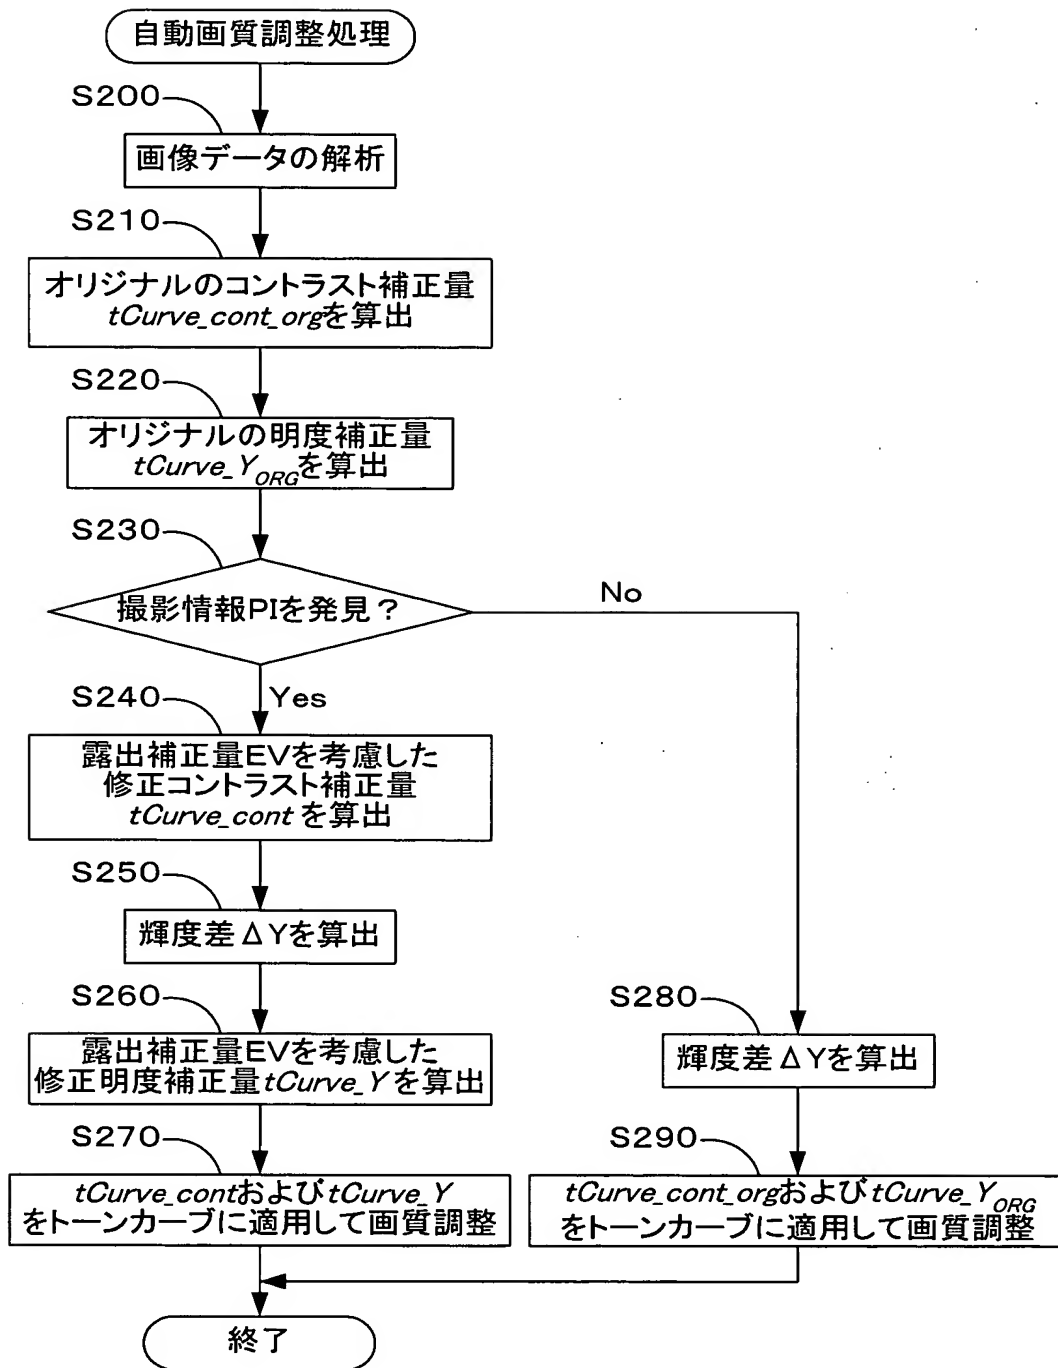 自動画質調整処理
S200
画像データの解析
S210
オリジナルのコントラスト補正量
tCurve_cont_orgを算出
S220
オリジナルの明度補正量
tCurve_Y_ORGを算出
S230
撮影情報PIを発見？
No
Yes
S240
露出補正量EVを考慮した
修正コントラスト補正量
tCurve_cont を算出
S250
輝度差ΔYを算出
S260
露出補正量EVを考慮した
修正明度補正量tCurve_Y を算出
S270
tCurve_contおよびtCurve_Y
をトーンカーブに適用して画質調整
S280
輝度差ΔYを算出
S290
tCurve_cont_orgおよびtCurve_Y_ORG
をトーンカーブに適用して画質調整
終了